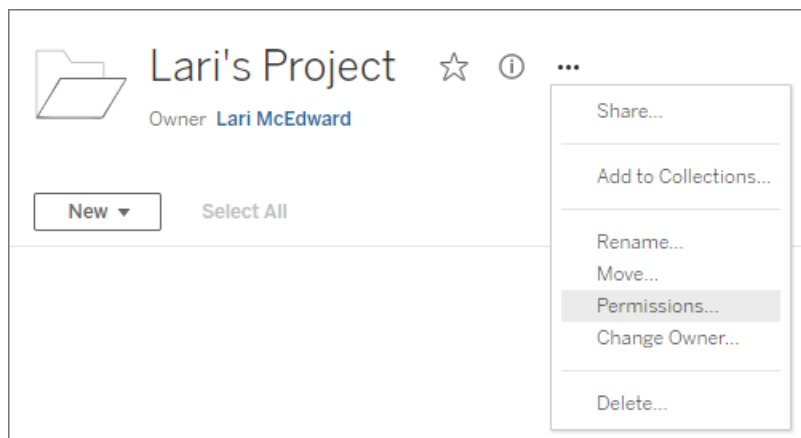 Lari's Project
Owner Lari McEdward
New
Select All
Share...
Add to Collections...
Rename...
Move...
Permissions...
Change Owner...
Delete...